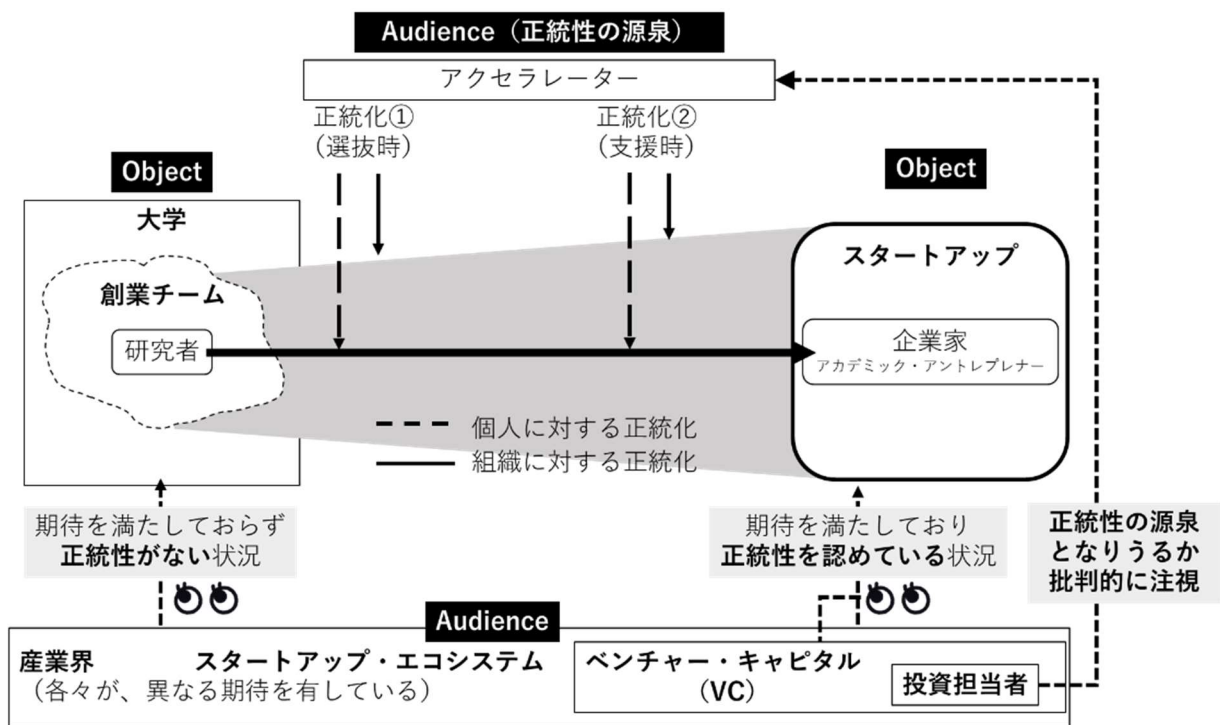 Audience（正統性の源泉）
アクセラレーター
正統化①
（選抜時）
正統化②
（支援時）
Object
Object
大学
創業チーム
研究者
スタートアップ
企業家
アカデミック・アントレプレナー
個人に対する正統化
組織に対する正統化
期待を満たしておらず
正統性がない状況
期待を満たしており
正統性を認めている状況
正統性の源泉
となりうるか
批判的に注視
Audience
産業界
スタートアップ・エコシステム
（各々が、異なる期待を有している）
ベンチャー・キャピタル
（VC）
投資担当者